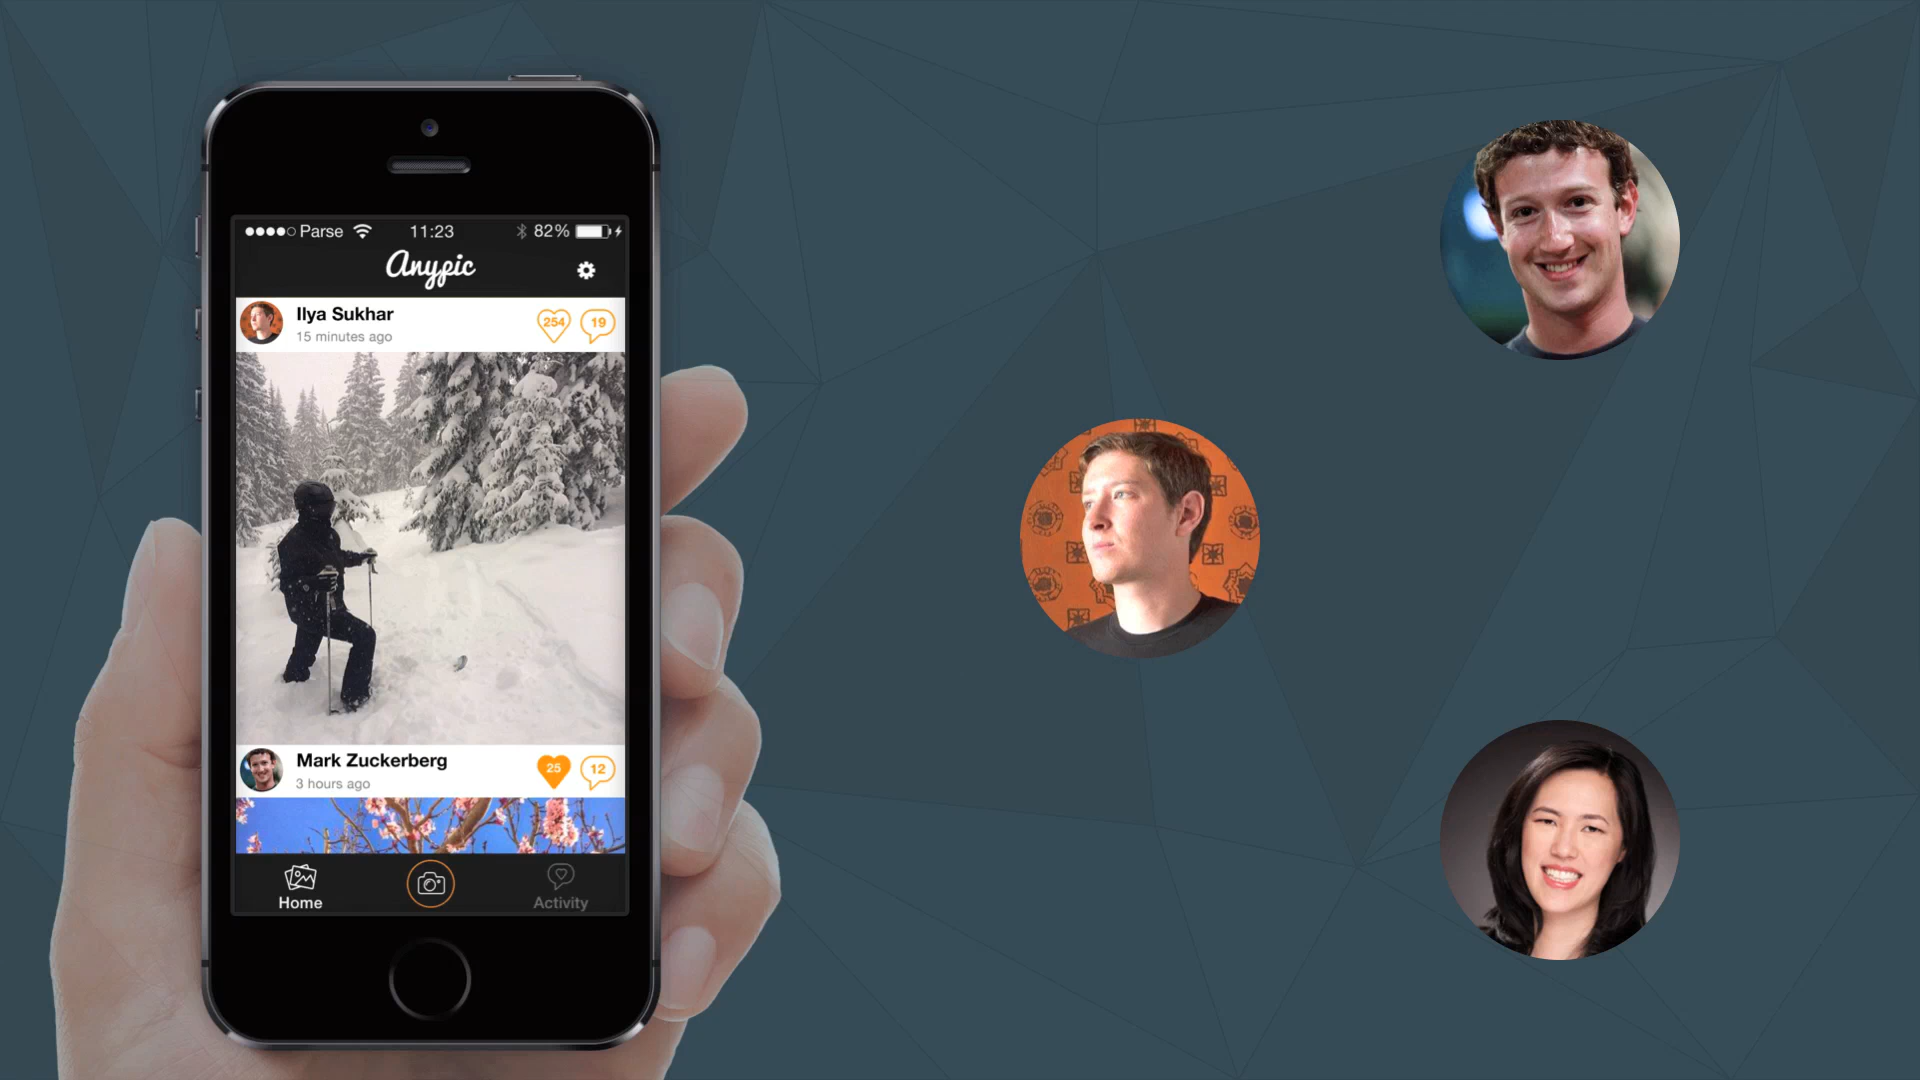 Parse 11:23 82%
Anypic
Ilya Sukhar 254 19
15 minutes ago
Mark Zuckerberg 25 12
3 hours ago
Home Activity